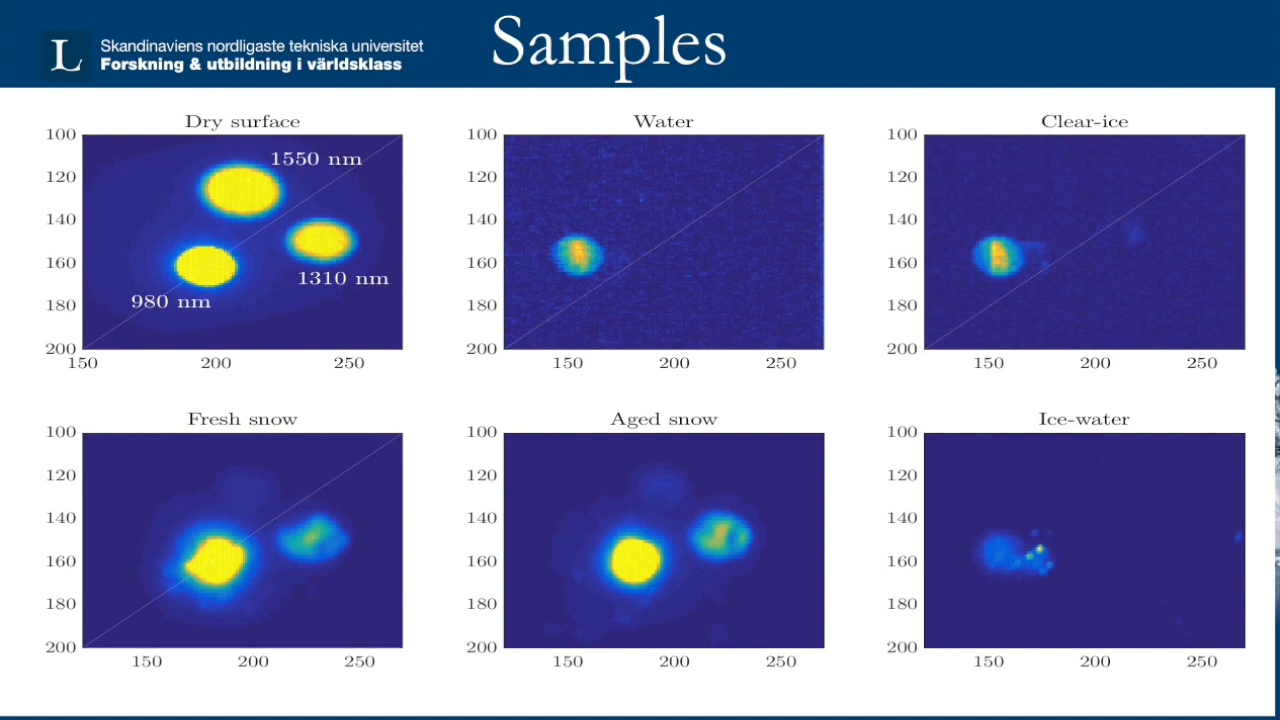 L
Skandinaviens nordligaste tekniska universitet
Forskning & utbildning i världsklass
Samples
Dry surface
100
120
140
160
180
200
1550 nm
1310 nm
980 nm
150 200 250
Water
100
120
140
160
180
200
150 200 250
Clear-ice
100
120
140
160
180
200
150 200 250
Fresh snow
100
120
140
160
180
200
150 200 250
Aged snow
100
120
140
160
180
200
150 200 250
Ice-water
100
120
140
160
180
200
150 200 250